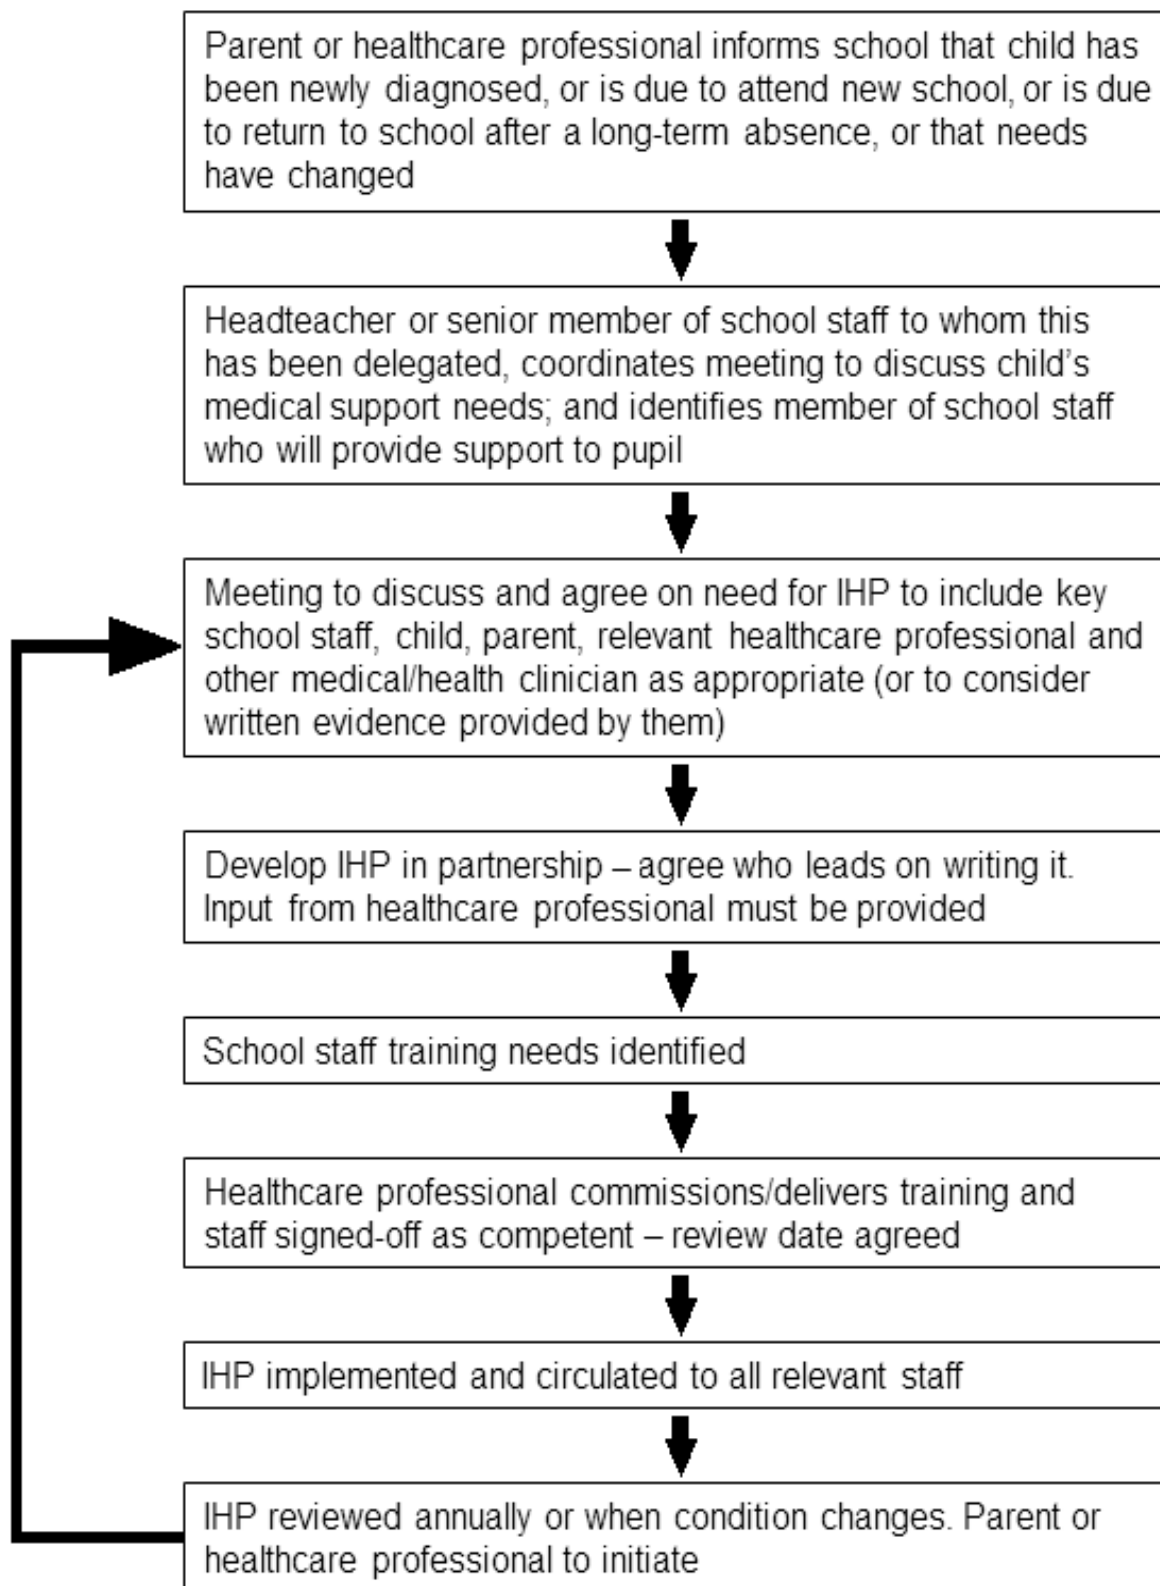 Parent or healthcare professional informs school that child has
been newly diagnosed, or is due to attend new school, or is due
to return to school after a long-term absence, or that needs
have changed
Headteacher or senior member of school staff to whom this
has been delegated, coordinates meeting to discuss child's
medical support needs; and identifies member of school staff
who will provide support to pupil
Meeting to discuss and agree on need for IHP to include key
school staff, child, parent, relevant healthcare professional and
other medical/health clinician as appropriate (or to consider
written evidence provided by them)
Develop IHP in partnership – agree who leads on writing it.
Input from healthcare professional must be provided
School staff training needs identified
Healthcare professional commissions/delivers training and
staff signed-off as competent – review date agreed
IHP implemented and circulated to all relevant staff
IHP reviewed annually or when condition changes. Parent or
healthcare professional to initiate